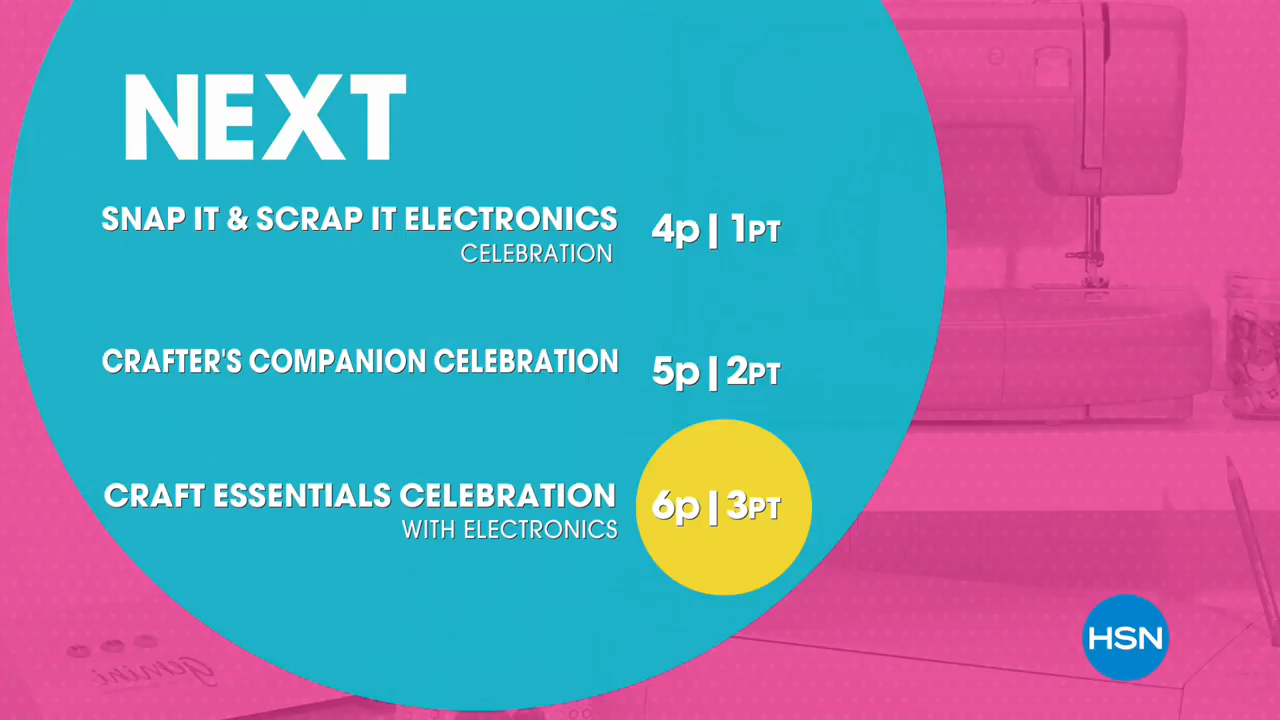 NEXT
SNAP IT & SCRAP IT ELECTRONICS
CELEBRATION
4p | 1PT
CRAFTER'S COMPANION CELEBRATION
5p | 2PT
CRAFT ESSENTIALS CELEBRATION
WITH ELECTRONICS
6p | 3PT
gemini
HSN